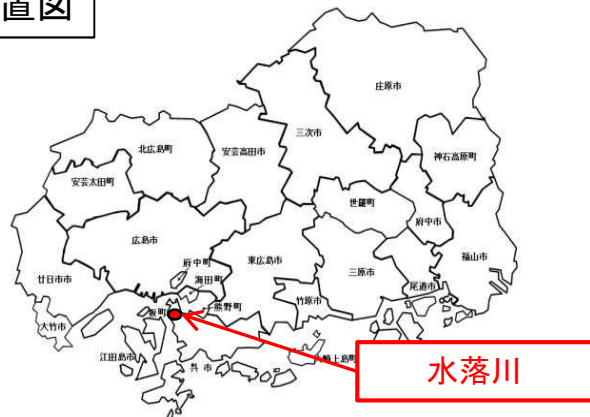 置図
庄原市
三次市
北広島町
安芸高田市
神石高原町
安芸太田町
世羅町
府中市
広島市
東広島市
福山市
府中町
三原市
廿日市市
海田町
尾道市
竹原市
熊野町
坂町
大竹市
江田島市
大崎上島町
呉市
水落川